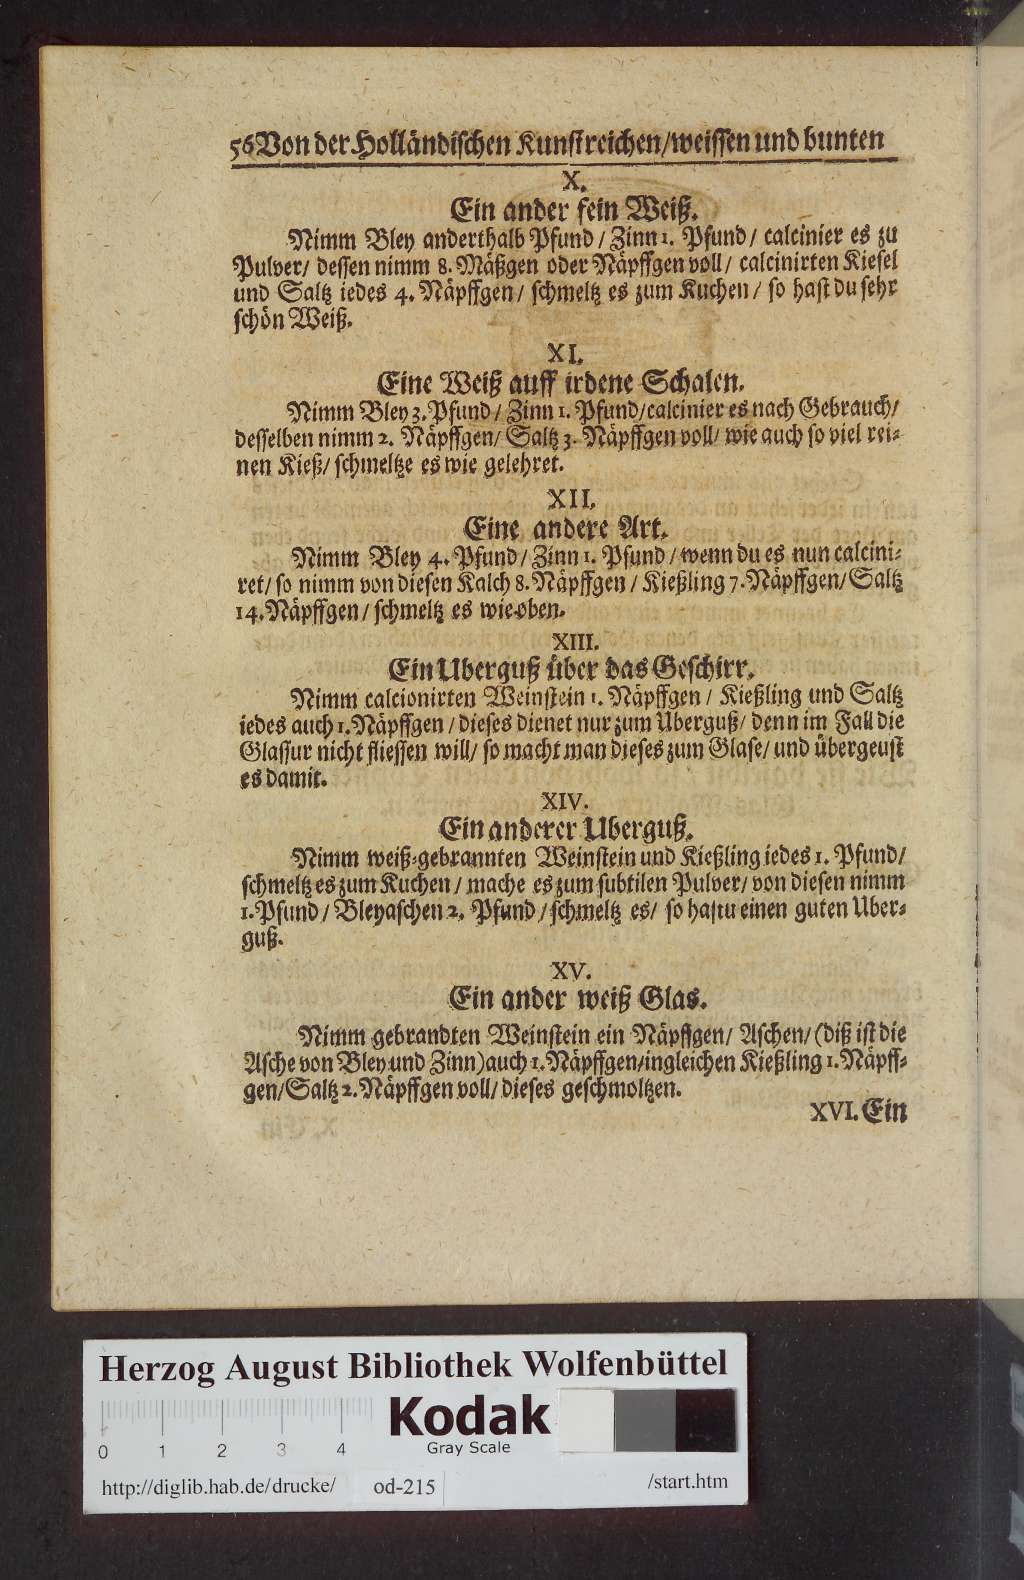 56 Von der Holländischen Kunstreichen/weissen und bunten
X.
Ein ander fein Weiß.
Nimm Bley anderthalb Pfund / Zinn 1. Pfund / calcinier es zu
Pulver/ dessen nimm 8. Mäßgen oder Näpffgen voll / calcinirten Kiesel
und Saltz iedes 4. Näpffgen / schmeltz es zum Kuchen / so hast du sehr
schön Weiß.
XI.
Eine Weiß auff irdene Schalen.
Nimm Bley 3. Pfund / Zinn 1. Pfund/calcinier es nach Gebrauch/
desselben nimm 2. Näpffgen/ Saltz 3. Näpffgen voll/ wie auch so viel rei-
nen Kieß/ schmeltze es wie gelehret.
XII.
Eine andere Art.
Nimm Bley 4. Pfund / Zinn 1. Pfund / wenn du es nun calcini-
ret/ so nimm von diesen Kalch 8. Näpffgen / Kießling 7. Näpffgen/ Saltz
14. Näpffgen / schmeltz es wie oben.
XIII.
Ein Uberguß über das Geschirr.
Nimm calcionirten Weinstein 1. Näpffgen / Kießling und Saltz
iedes auch 1. Näpffgen / dieses dienet nur zum Uberguß/ denn im Fall die
Glassur nicht fliessen will/ so macht man dieses zum Glase/ und übergeust
es damit.
XIV.
Ein anderer Uberguß.
Nimm weiß-gebrannten Weinstein und Kießling iedes 1. Pfund/
schmeltz es zum Kuchen / mache es zum subtilen Pulver/ von diesen nimm
1. Pfund / Bleyaschen 2. Pfund / schmeltz es/ so hastu einen guten Uber-
guß.
XV.
Ein ander weiß Glas.
Nimm gebrandten Weinstein ein Näpffgen/ Aschen/ (diß ist die
Asche von Bley und Zinn) auch 1. Näpffgen/ingleichen Kießling 1. Näpff-
gen/ Saltz 2. Näpffgen voll/ dieses geschmoltzen.
XVI. Ein
Herzog August Bibliothek Wolfenbüttel
Kodak
Gray Scale
0 1 2 3 4
http://diglib.hab.de/drucke/ od-215 /start.htm